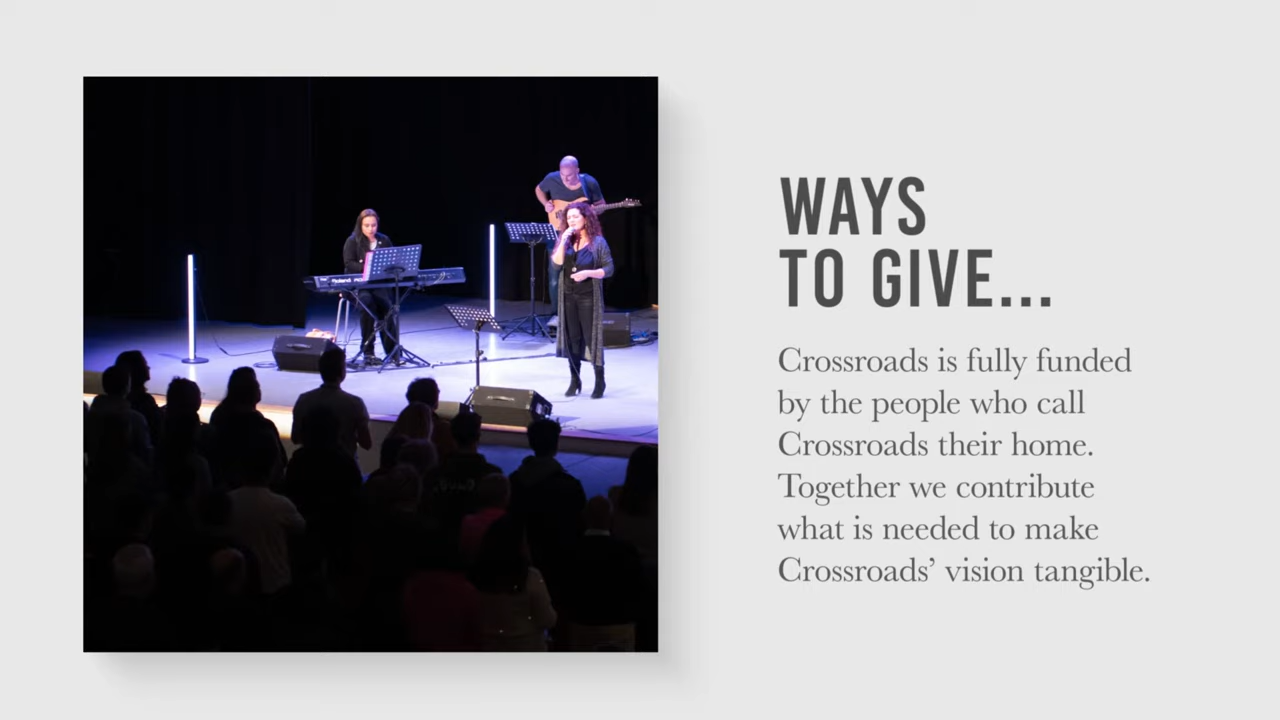 WAYS
TO GIVE...
Crossroads is fully funded
by the people who call
Crossroads their home.
Together we contribute
what is needed to make
Crossroads’ vision tangible.
Roland